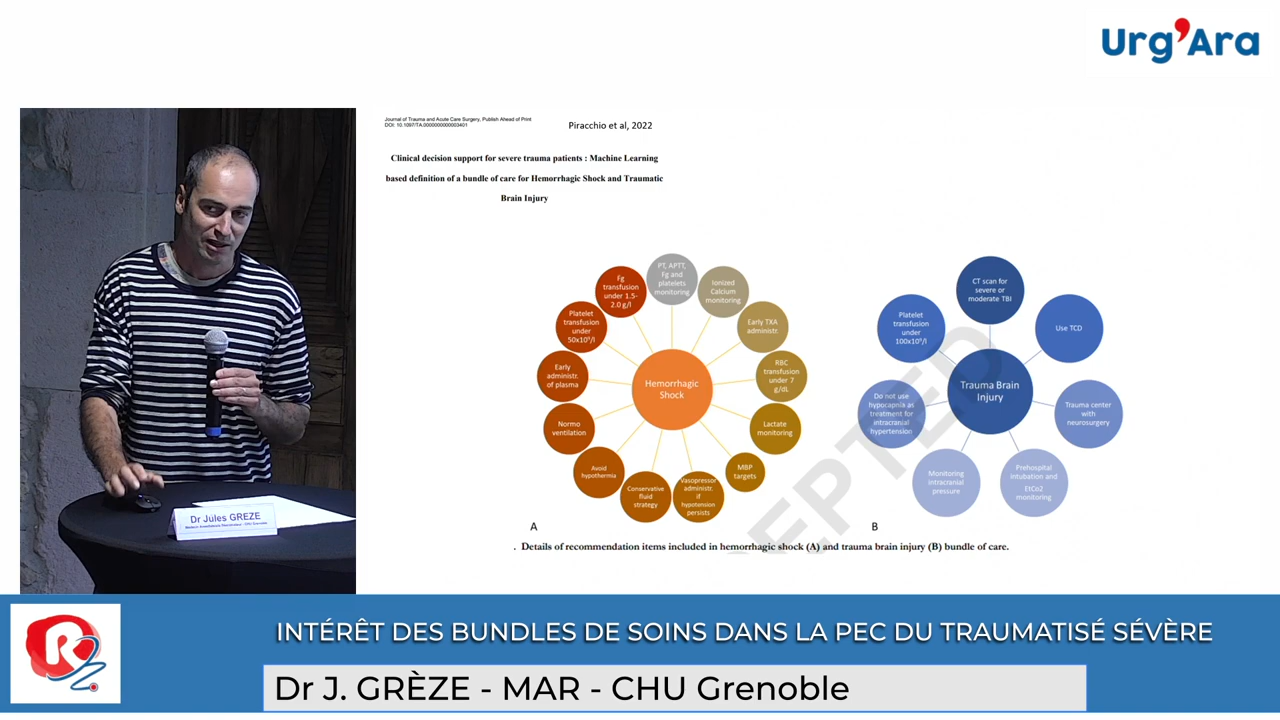 Urg'Ara
Journal of Trauma and Acute Care Surgery, Publish Ahead of Print
DOI: 10.1097/TA.0000000000003401
Piracchio et al, 2022
Clinical decision support for severe trauma patients : Machine Learning
based definition of a bundle of care for Hemorrhagic Shock and Traumatic
Brain Injury
Hemorrhagic
Shock
PT, APTT,
Fg and
platelets
monitoring
Ionized
Calcium
monitoring
Early TXA
administr.
RBC
transfusion
under 7
g/dL
Lactate
monitoring
MBP
targets
Vasopressor
administr.
if
hypotension
persists
Conservative
fluid
strategy
Avoid
hypothermia
Normo
ventilation
Early
administr.
of plasma
Platelet
transfusion
under
50x10⁹/l
Fg
transfusion
under 1.5-
2.0 g/l
A
Trauma Brain
Injury
CT scan for
severe or
moderate TBI
Use TCD
Trauma center
with
neurosurgery
Prehospital
intubation and
EtCo2
monitoring
Monitoring
intracranial
pressure
Do not use
hypocapnia as
treatment for
intracranial
hypertension
Platelet
transfusion
under
100x10⁹/l
B
EPTED
. Details of recommendation items included in hemorrhagic shock (A) and trauma brain injury (B) bundle of care.
Dr Jules GREZE
R
INTÉRÊT DES BUNDLES DE SOINS DANS LA PEC DU TRAUMATISÉ SÉVÈRE
Dr J. GRÈZE - MAR - CHU Grenoble